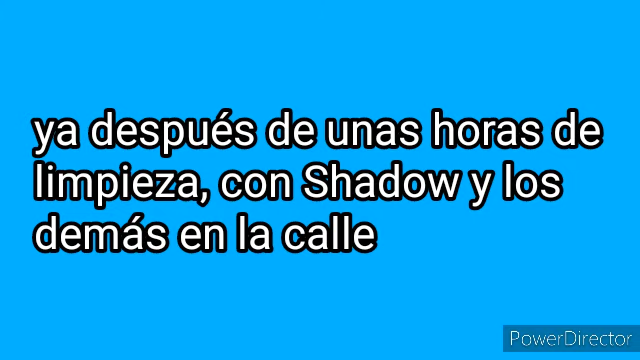 ya después de unas horas de
limpieza, con Shadow y los
demás en la calle
PowerDirector